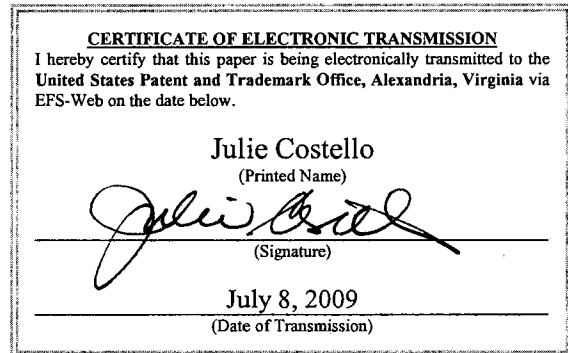 CERTIFICATE OF ELECTRONIC TRANSMISSION
I hereby certify that this paper is being electronically transmitted to the
United States Patent and Trademark Office, Alexandria, Virginia via
EFS-Web on the date below.
Julie Costello
(Printed Name)
Julie Costello
(Signature)
July 8, 2009
(Date of Transmission)